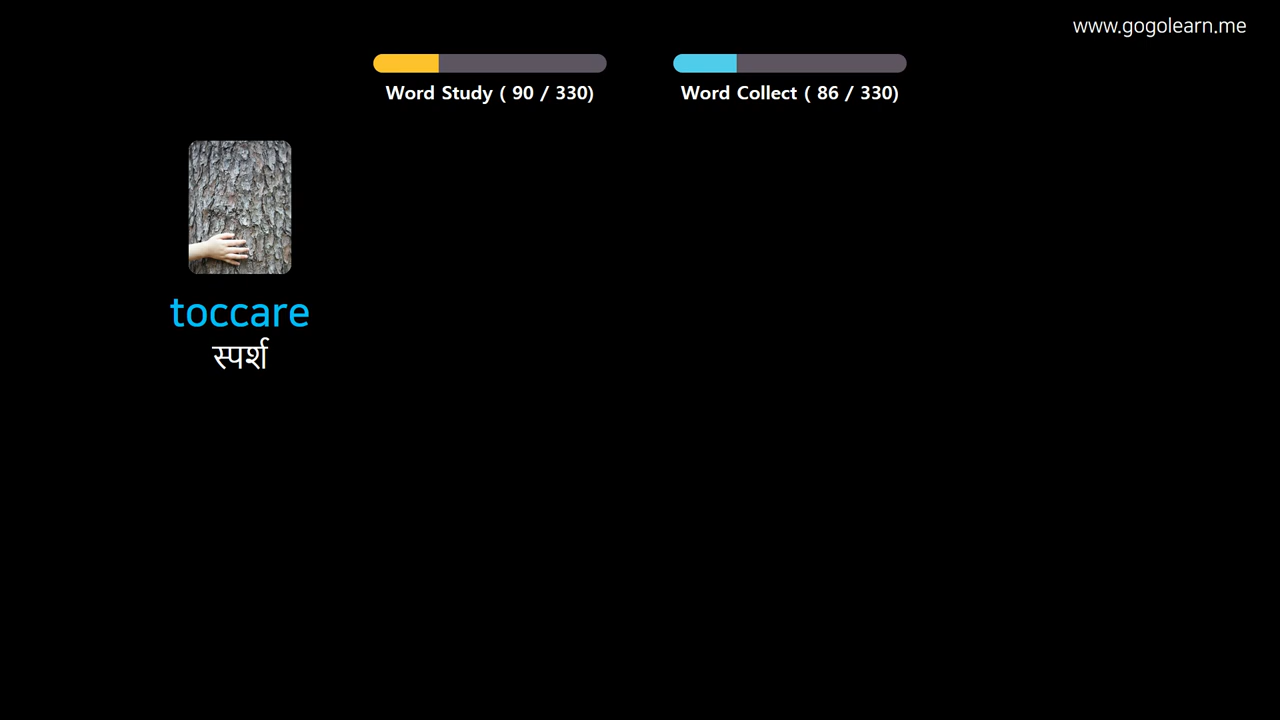 www.gogolearn.me
Word Study ( 90 / 330)
Word Collect ( 86 / 330)
toccare
स्पर्श